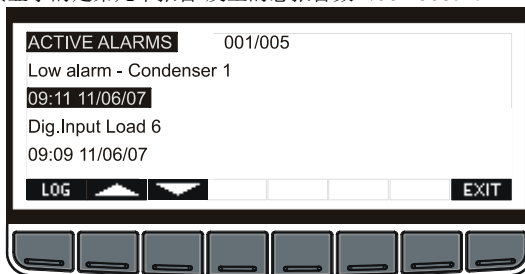 ACTIVE ALARMS 001/005
Low alarm - Condenser 1
09:11 11/06/07
Dig.Input Load 6
09:09 11/06/07
LOG EXIT